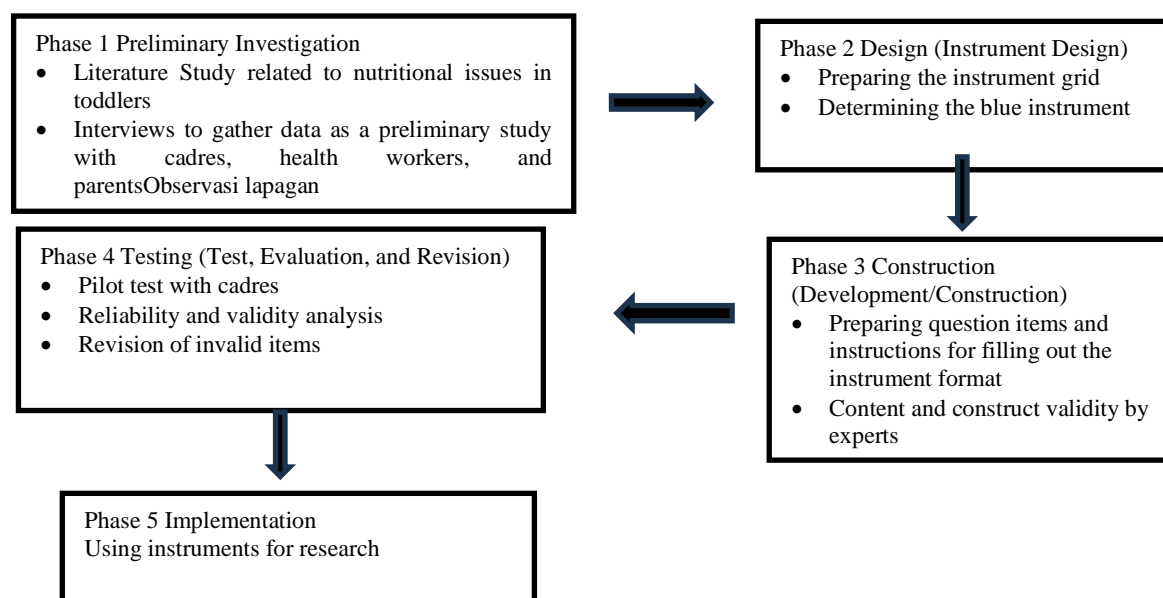 Phase 1 Preliminary Investigation
• Literature Study related to nutritional issues in
toddlers
• Interviews to gather data as a preliminary study
with cadres, health workers, and
parentsObservasi lapagan
Phase 2 Design (Instrument Design)
• Preparing the instrument grid
• Determining the blue instrument
Phase 3 Construction
(Development/Construction)
• Preparing question items and
instructions for filling out the
instrument format
• Content and construct validity by
experts
Phase 4 Testing (Test, Evaluation, and Revision)
• Pilot test with cadres
• Reliability and validity analysis
• Revision of invalid items
Phase 5 Implementation
Using instruments for research